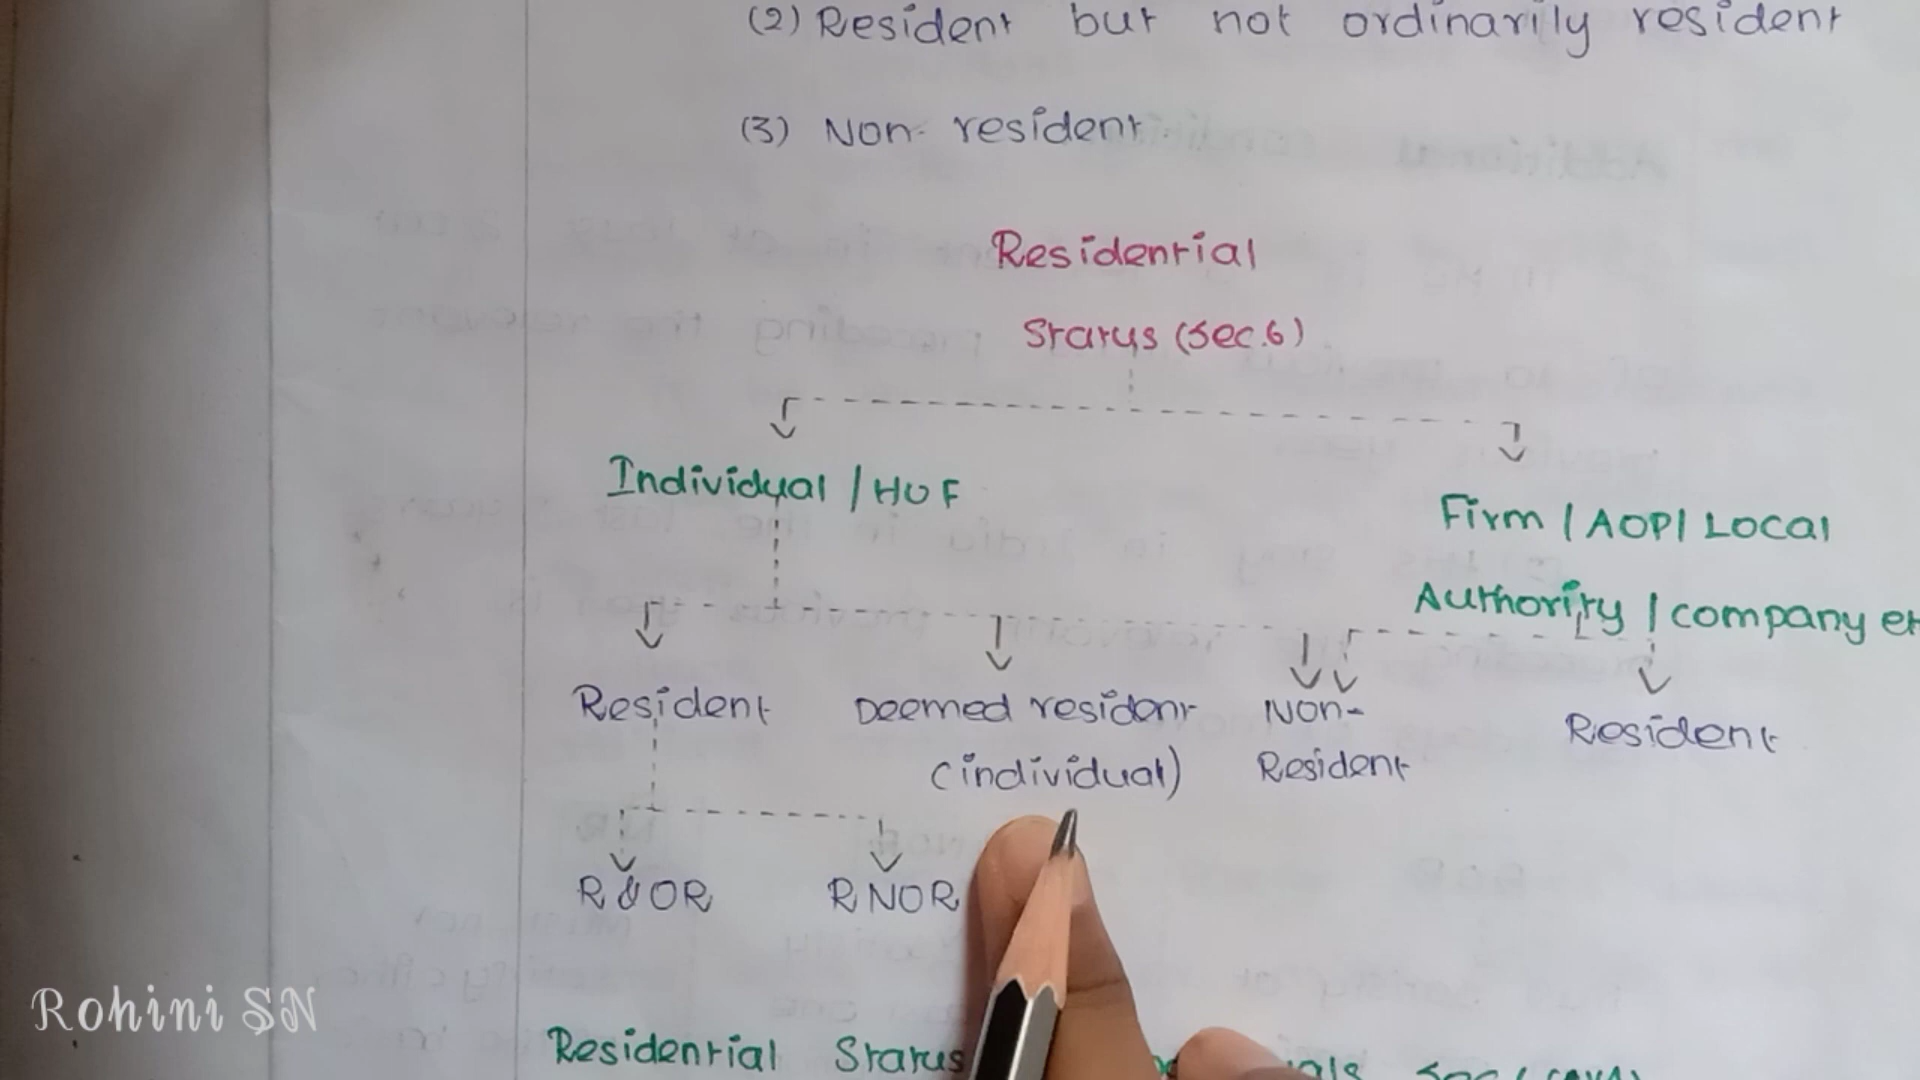 (2) Resident but not ordinarily resident
(3) Non-resident
Residential
Status (Sec.6)
Individual / HUF
Firm / AOP / Local
Authority / company
Resident
Deemed resident
(individual)
Non-
Resident
Resident
R & OR
RNOR
Residential Status
Rohini SN